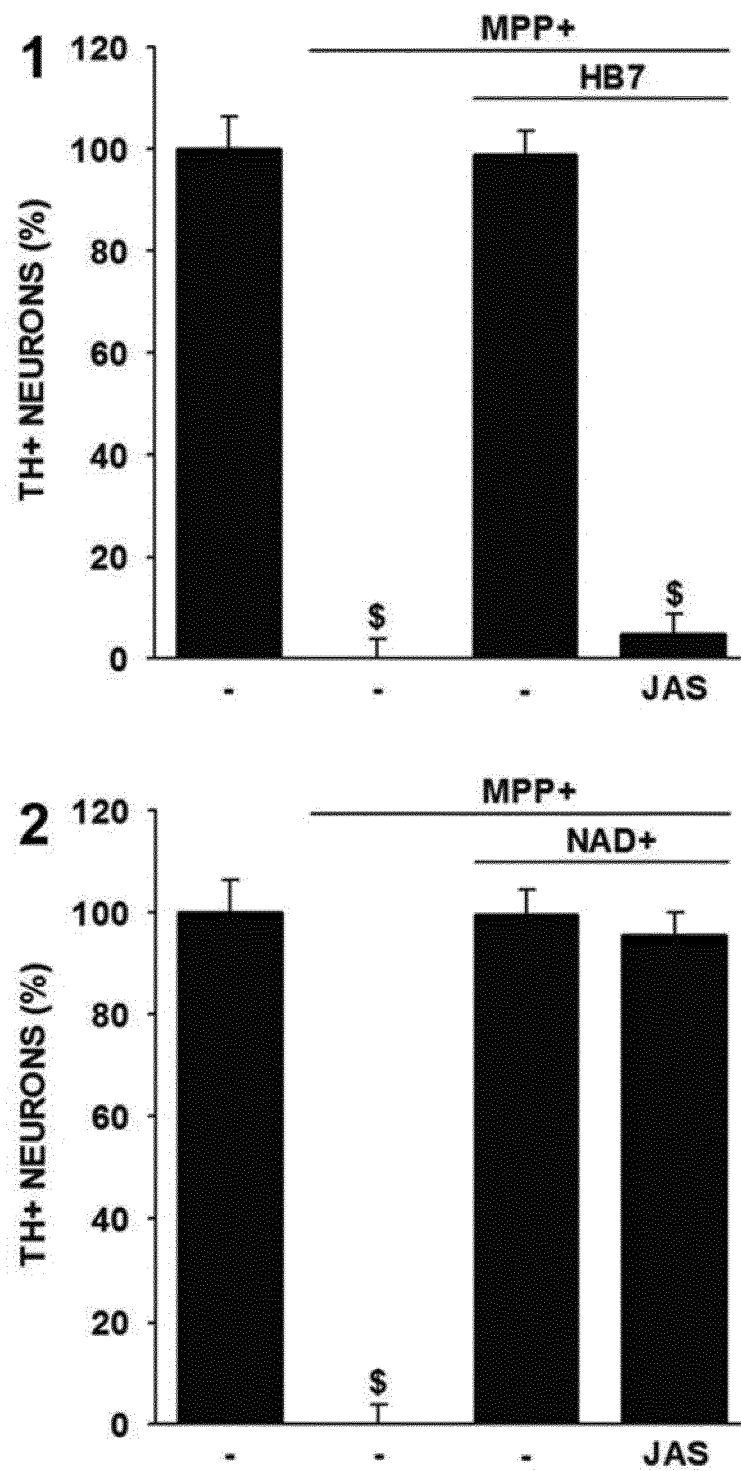 1
MPP+
HB7
TH+ NEURONS (%)
120
100
80
60
40
20
0
$
$
- - - JAS
2
MPP+
NAD+
TH+ NEURONS (%)
120
100
80
60
40
20
0
$
- - - JAS